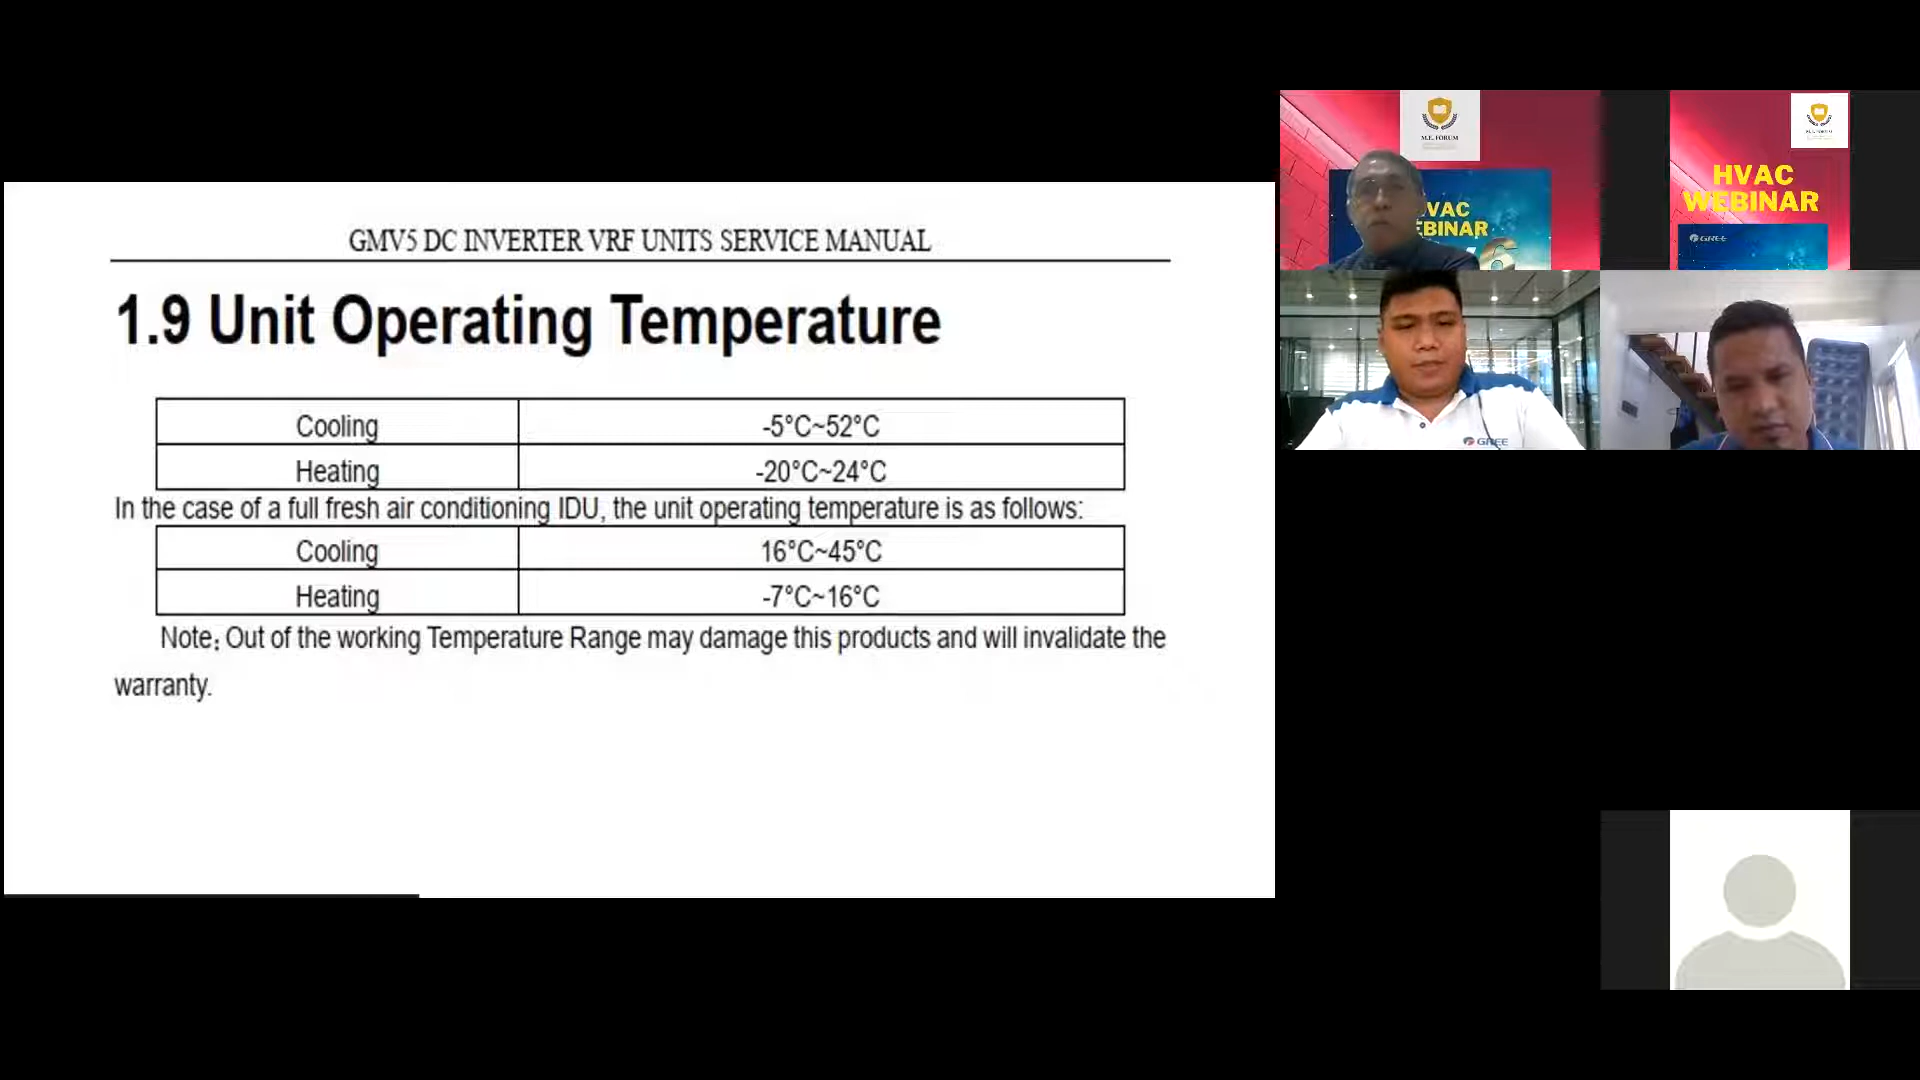 GMV5 DC INVERTER VRF UNITS SERVICE MANUAL
1.9 Unit Operating Temperature
Cooling -5°C~52°C
Heating -20°C~24°C
In the case of a full fresh air conditioning IDU, the unit operating temperature is as follows:
Cooling 16°C~45°C
Heating -7°C~16°C
Note: Out of the working Temperature Range may damage this products and will invalidate the
warranty.
M.E. FORUM
VAC
EBINAR
6
HVAC
WEBINAR
GREE
GREE